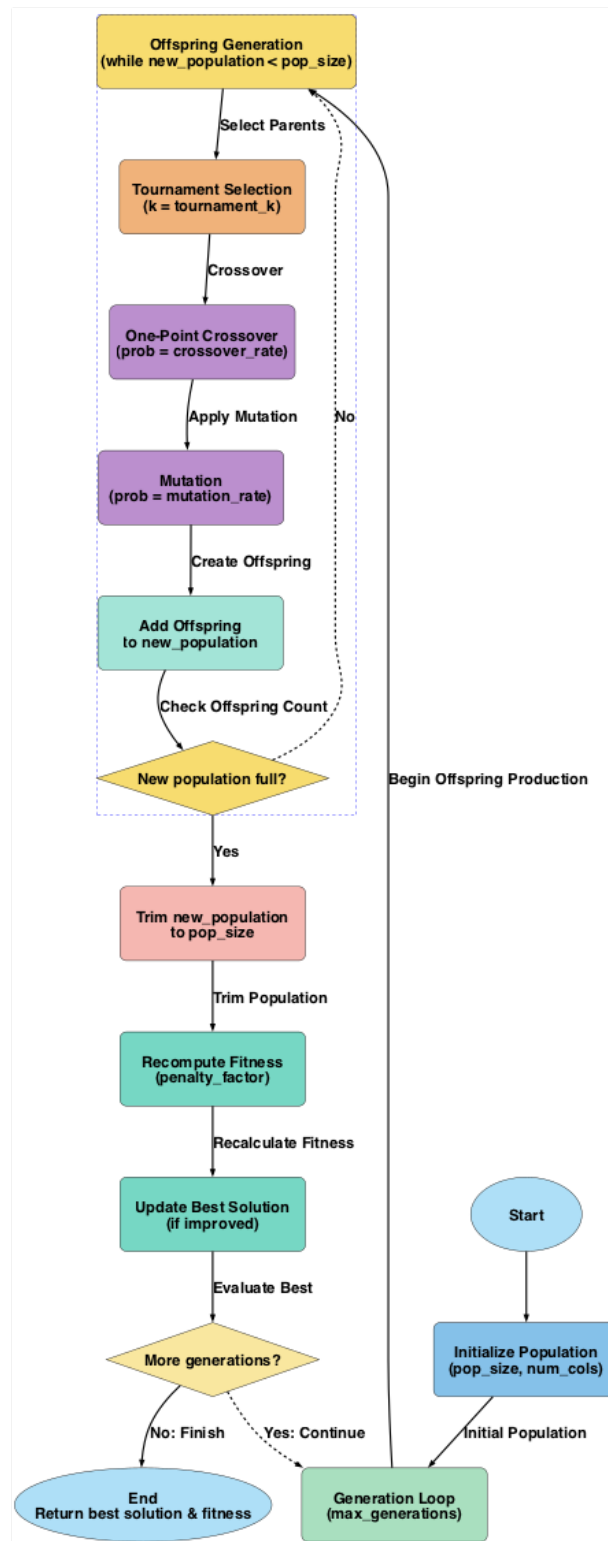 Offspring Generation
(while new_population < pop_size)
Select Parents
Tournament Selection
(k = tournament_k)
Crossover
One-Point Crossover
(prob = crossover_rate)
Apply Mutation
No
Mutation
(prob = mutation_rate)
Create Offspring
Add Offspring
to new_population
Check Offspring Count
New population full?
Begin Offspring Production
Yes
Trim new_population
to pop_size
Trim Population
Recompute Fitness
(penalty_factor)
Recalculate Fitness
Update Best Solution
(if improved)
Start
Evaluate Best
More generations?
Initialize Population
(pop_size, num_cols)
No: Finish
Yes: Continue
Initial Population
End
Return best solution & fitness
Generation Loop
(max_generations)